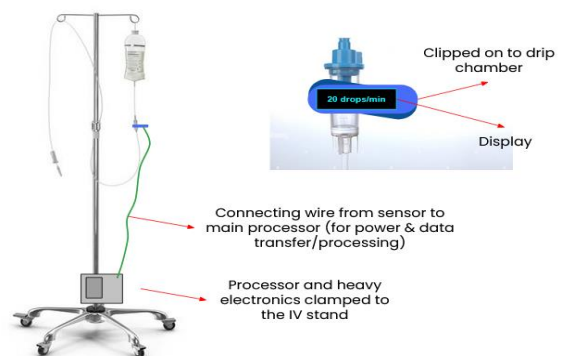 Clipped on to drip
chamber
20 drops/min
Display
Connecting wire from sensor to
main processor (for power & data
transfer/processing)
Processor and heavy
electronics clamped to
the IV stand